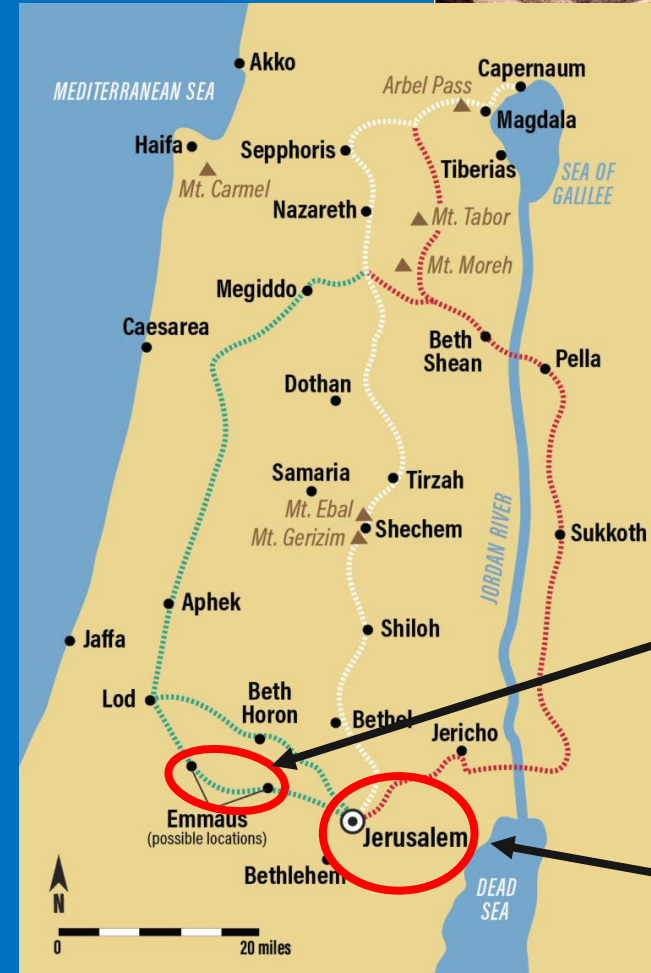 Akko
MEDITERRANEAN SEA
Arbel Pass
Capernaum
Magdala
Haifa
Sepphoris
Tiberias
SEA OF
GALILEE
Mt. Carmel
Nazareth
Mt. Tabor
Mt. Moreh
Megiddo
Caesarea
Beth
Shean
Pella
Dothan
Samaria
Tirzah
Mt. Ebal
Mt. Gerizim
Shechem
JORDAN RIVER
Sukkoth
Aphek
Shiloh
Jaffa
Lod
Beth
Horon
Bethel
Jericho
Emmaus
(possible locations)
Jerusalem
Bethlehem
DEAD
SEA
N
0
20 miles